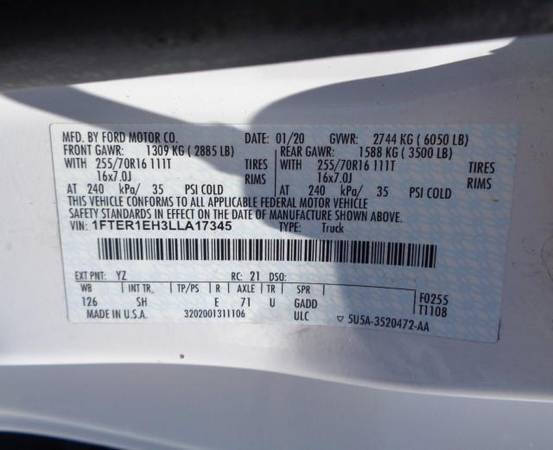 MFD. BY FORD MOTOR CO. DATE: 01/20 GVWR: 2744 KG ( 6050 LB)
FRONT GAWR: 1309 KG ( 2885 LB) REAR GAWR: 1588 KG ( 3500 LB)
WITH 255/70R16 111T TIRES WITH 255/70R16 111T TIRES
16x7.0J RIMS 16x7.0J RIMS
AT 240 kPa/ 35 PSI COLD AT 240 kPa/ 35 PSI COLD
THIS VEHICLE CONFORMS TO ALL APPLICABLE FEDERAL MOTOR VEHICLE
SAFETY STANDARDS IN EFFECT ON THE DATE OF MANUFACTURE SHOWN ABOVE.
VIN: 1FTER1EH3LLA17345 TYPE: Truck
EXT PNT: YZ RC: 21 DSO:
WB INT TR. TP/PS R AXLE TR SPR F0255
126 SH E 71 U GADD T1108
MADE IN U.S.A. 3202001311106 ULC ▽ 5U5A-3520472-AA